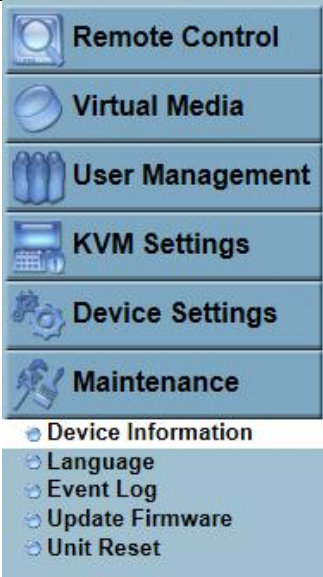 Remote Control
Virtual Media
User Management
KVM Settings
Device Settings
Maintenance
Device Information
Language
Event Log
Update Firmware
Unit Reset